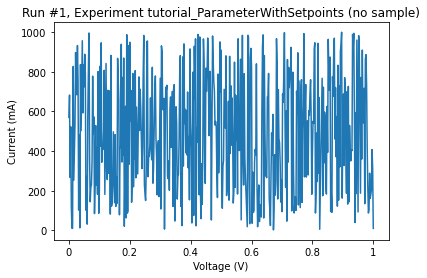 Run #1, Experiment tutorial_ParameterWithSetpoints (no sample)
1000
800
600
400
200
0
Current (mA)
0 0.2 0.4 0.6 0.8 1
Voltage (V)